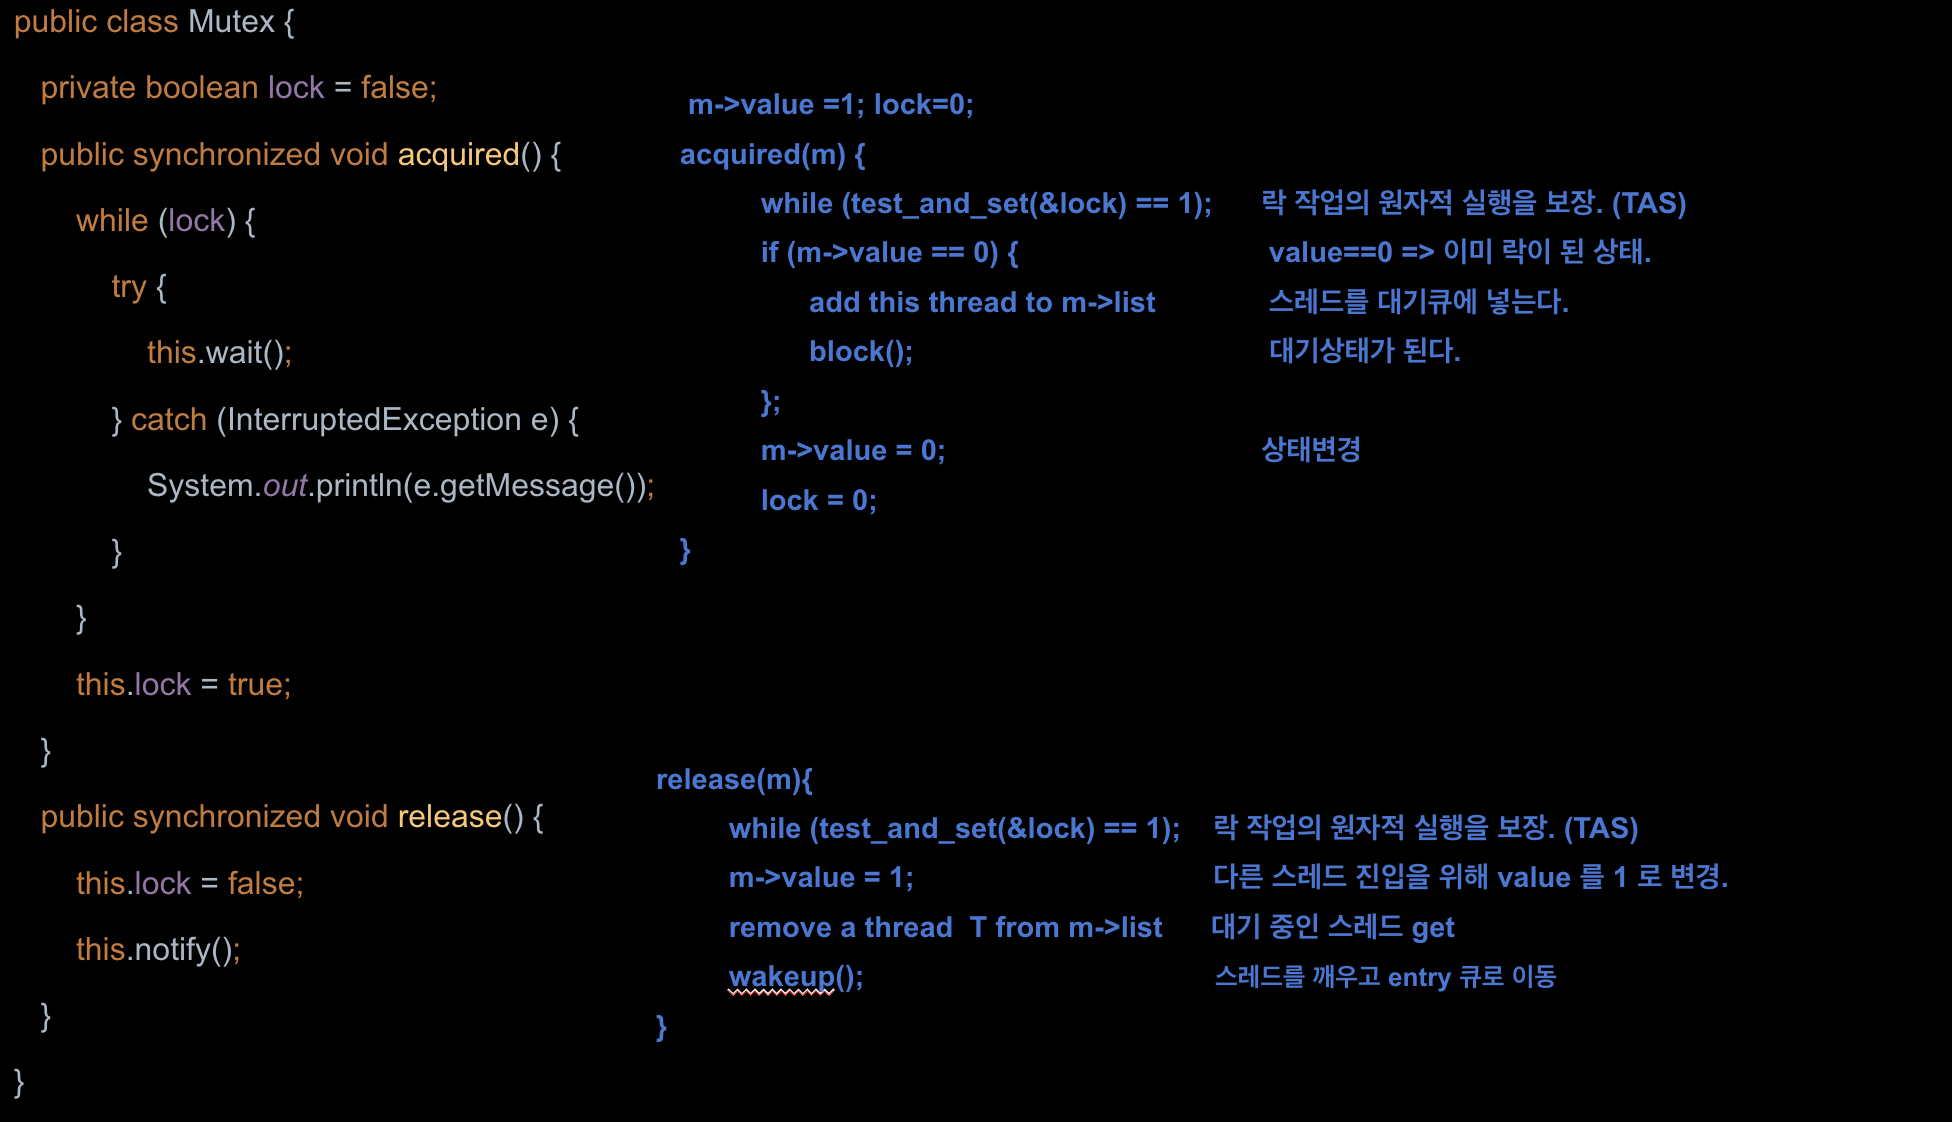 public class Mutex {
private boolean lock = false;
public synchronized void acquired() {
while (lock) {
try {
this.wait();
} catch (InterruptedException e) {
System.out.println(e.getMessage());
}
}
this.lock = true;
}
public synchronized void release() {
this.lock = false;
this.notify();
}
}
m->value =1; lock=0;
acquired(m) {
while (test_and_set(&lock) == 1); 락 작업의 원자적 실행을 보장. (TAS)
if (m->value == 0) { value==0 => 이미 락이 된 상태.
add this thread to m->list 스레드를 대기큐에 넣는다.
block(); 대기상태가 된다.
};
m->value = 0; 상태변경
lock = 0;
}
release(m){
while (test_and_set(&lock) == 1); 락 작업의 원자적 실행을 보장. (TAS)
m->value = 1; 다른 스레드 진입을 위해 value 를 1 로 변경.
remove a thread  T from m->list 대기 중인 스레드 get
wakeup(); 스레드를 깨우고 entry 큐로 이동
}